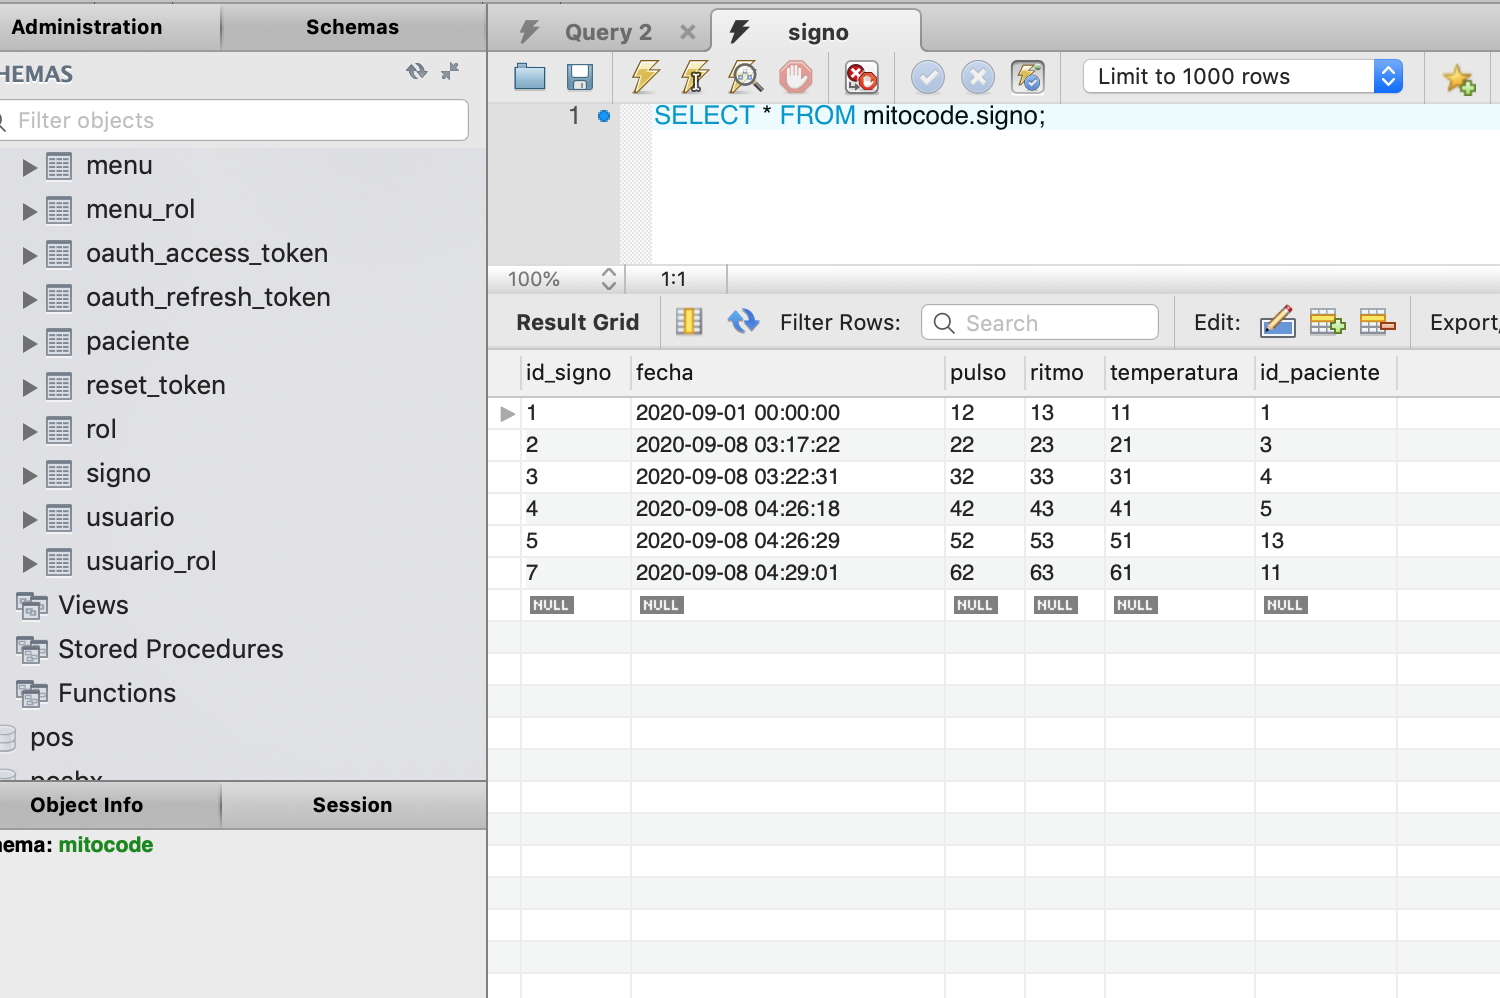 Administration Schemas
HEMAS
Filter objects
menu
menu_rol
oauth_access_token
oauth_refresh_token
paciente
reset_token
rol
signo
usuario
usuario_rol
Views
Stored Procedures
Functions
pos
Object Info Session
ema: mitocode
Query 2 signo
Limit to 1000 rows
1 SELECT * FROM mitocode.signo;
100% 1:1
Result Grid Filter Rows: Search Edit: Export/
id_signo fecha pulso ritmo temperatura id_paciente
1 2020-09-01 00:00:00 12 13 11 1
2 2020-09-08 03:17:22 22 23 21 3
3 2020-09-08 03:22:31 32 33 31 4
4 2020-09-08 04:26:18 42 43 41 5
5 2020-09-08 04:26:29 52 53 51 13
7 2020-09-08 04:29:01 62 63 61 11
NULL NULL NULL NULL NULL NULL